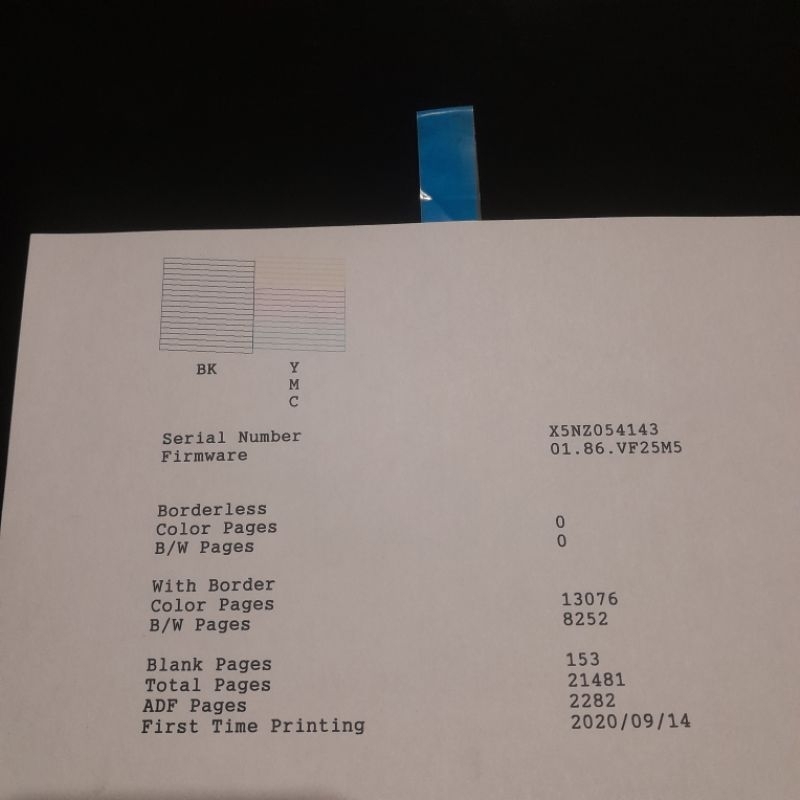 BK
Y
M
C
Serial Number X5NZ054143
Firmware 01.86.VF25M5
Borderless
Color Pages 0
B/W Pages 0
With Border
Color Pages 13076
B/W Pages 8252
Blank Pages 153
Total Pages 21481
ADF Pages 2282
First Time Printing 2020/09/14